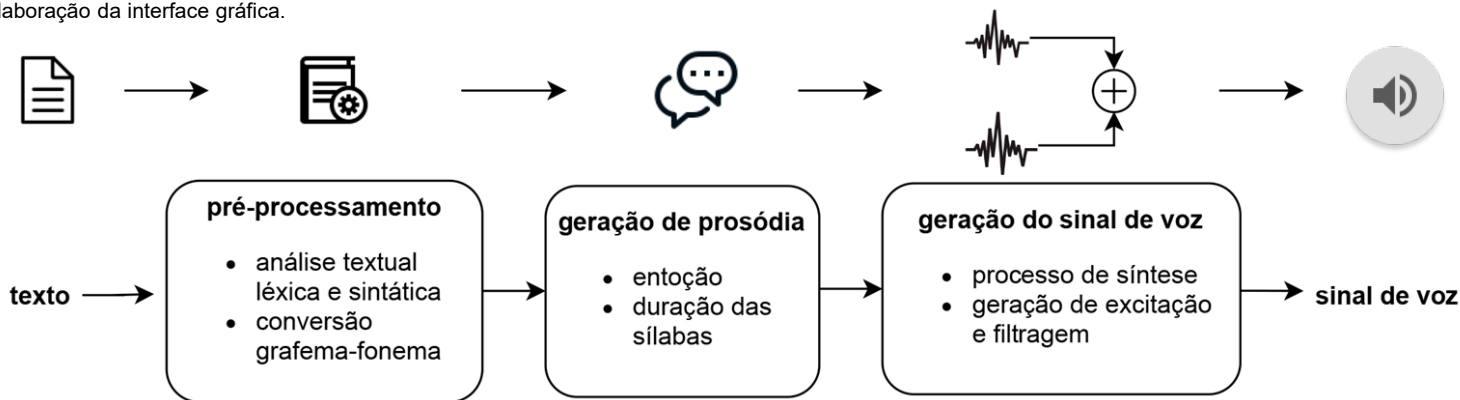 elaboração da interface gráfica.
texto
pré-processamento
• análise textual
léxica e sintática
• conversão
grafema-fonema
geração de prosódia
• entoção
• duração das
sílabas
geração do sinal de voz
• processo de síntese
• geração de excitação
e filtragem
sinal de voz